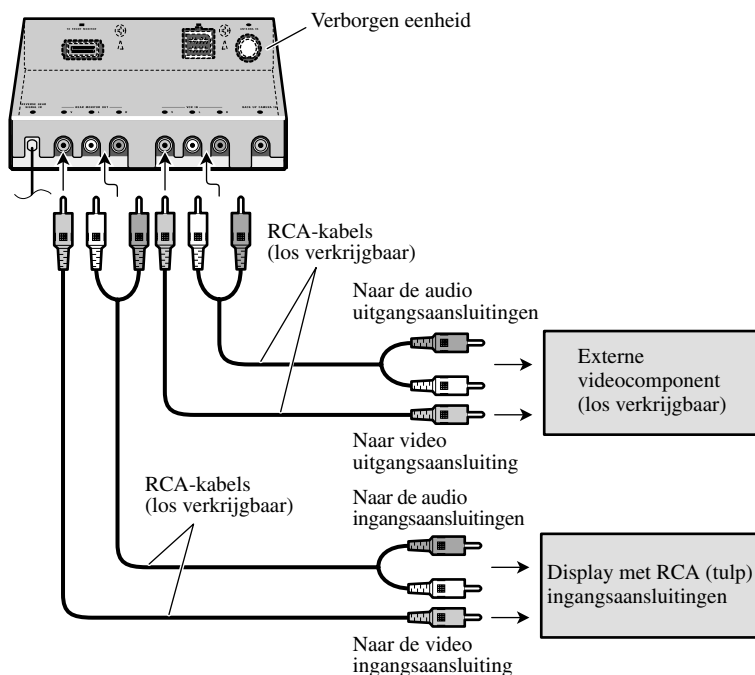 Verborgen eenheid
RCA-kabels
(los verkrijgbaar)
Naar de audio
uitgangsaansluitingen
Externe
videocomponent
(los verkrijgbaar)
Naar video
uitgangsaansluiting
RCA-kabels
(los verkrijgbaar)
Naar de audio
ingangsaansluitingen
Display met RCA (tulp)
ingangsaansluitingen
Naar de video
ingangsaansluiting